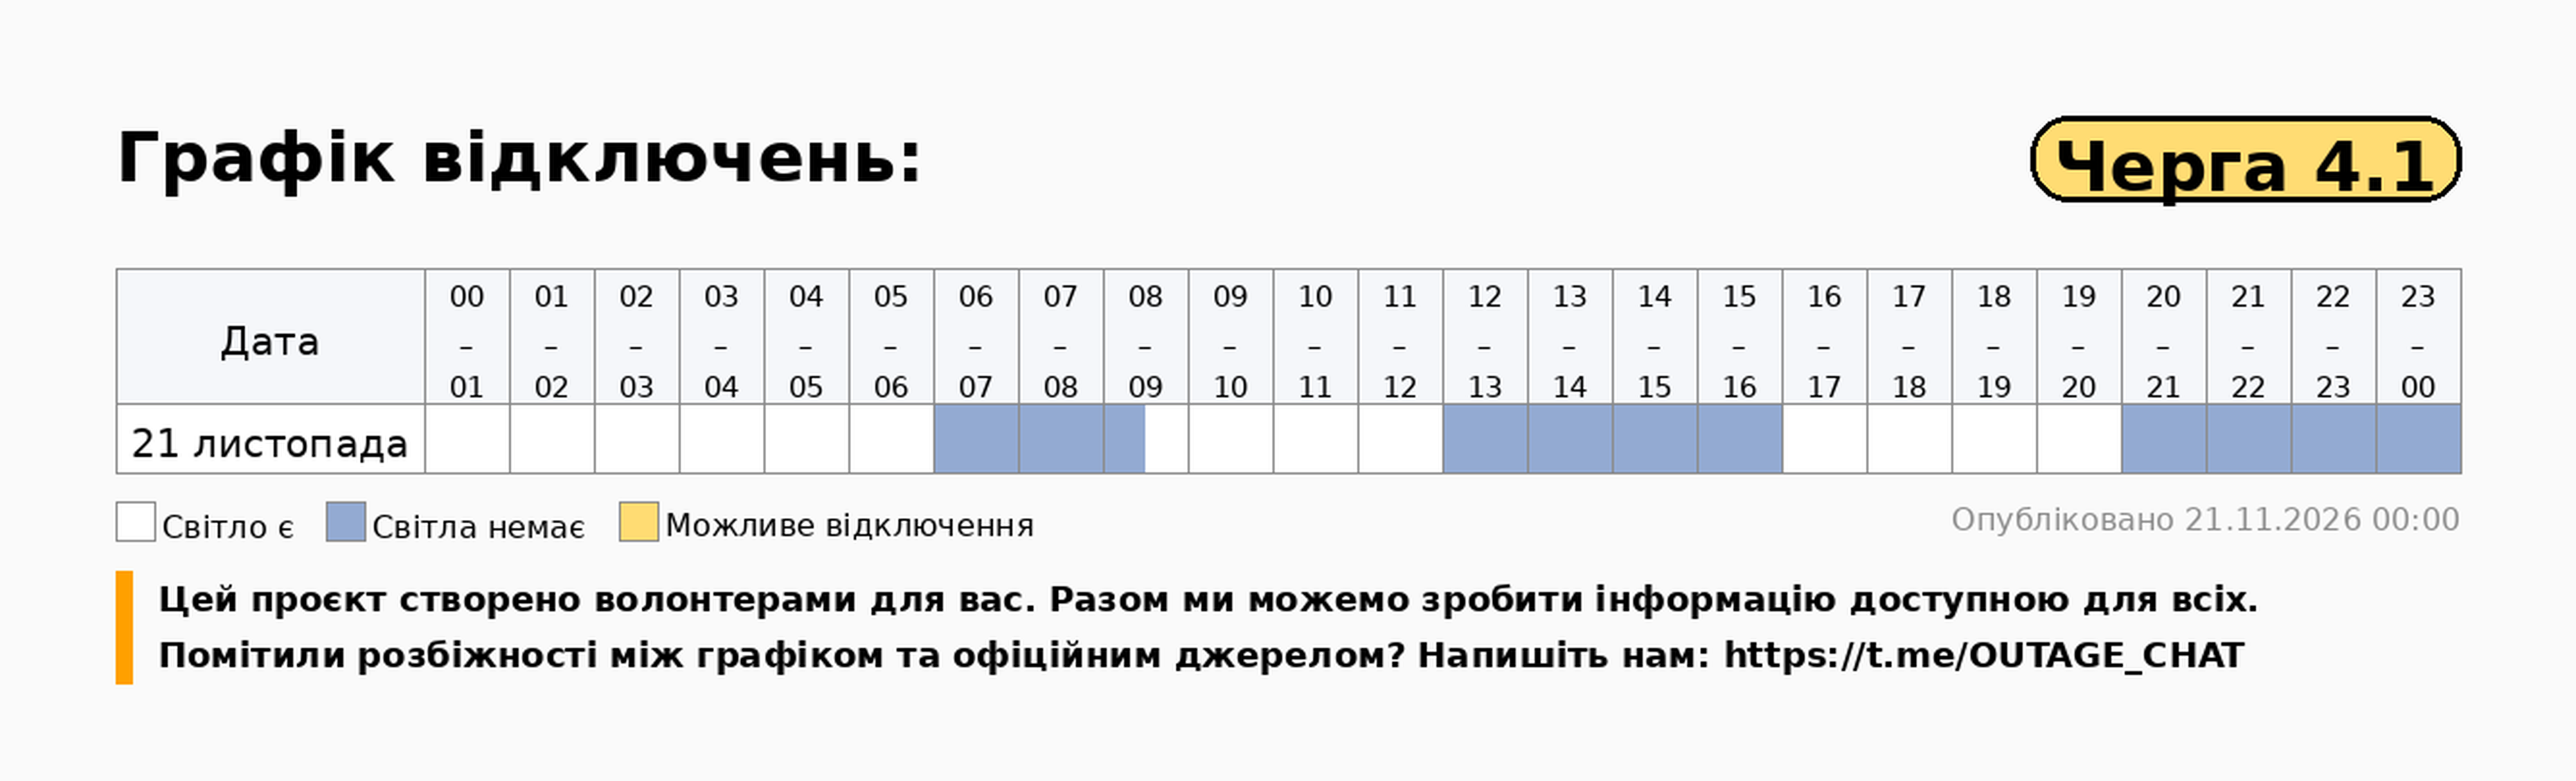 Графік відключень:
Черга 4.1
Дата
00 – 01
01 – 02
02 – 03
03 – 04
04 – 05
05 – 06
06 – 07
07 – 08
08 – 09
09 – 10
10 – 11
11 – 12
12 – 13
13 – 14
14 – 15
15 – 16
16 – 17
17 – 18
18 – 19
19 – 20
20 – 21
21 – 22
22 – 23
23 – 00
21 листопада
Світло є
Світла немає
Можливе відключення
Опубліковано 21.11.2026 00:00
Цей проєкт створено волонтерами для вас. Разом ми можемо зробити інформацію доступною для всіх.
Помітили розбіжності між графіком та офіційним джерелом? Напишіть нам: https://t.me/OUTAGE_CHAT